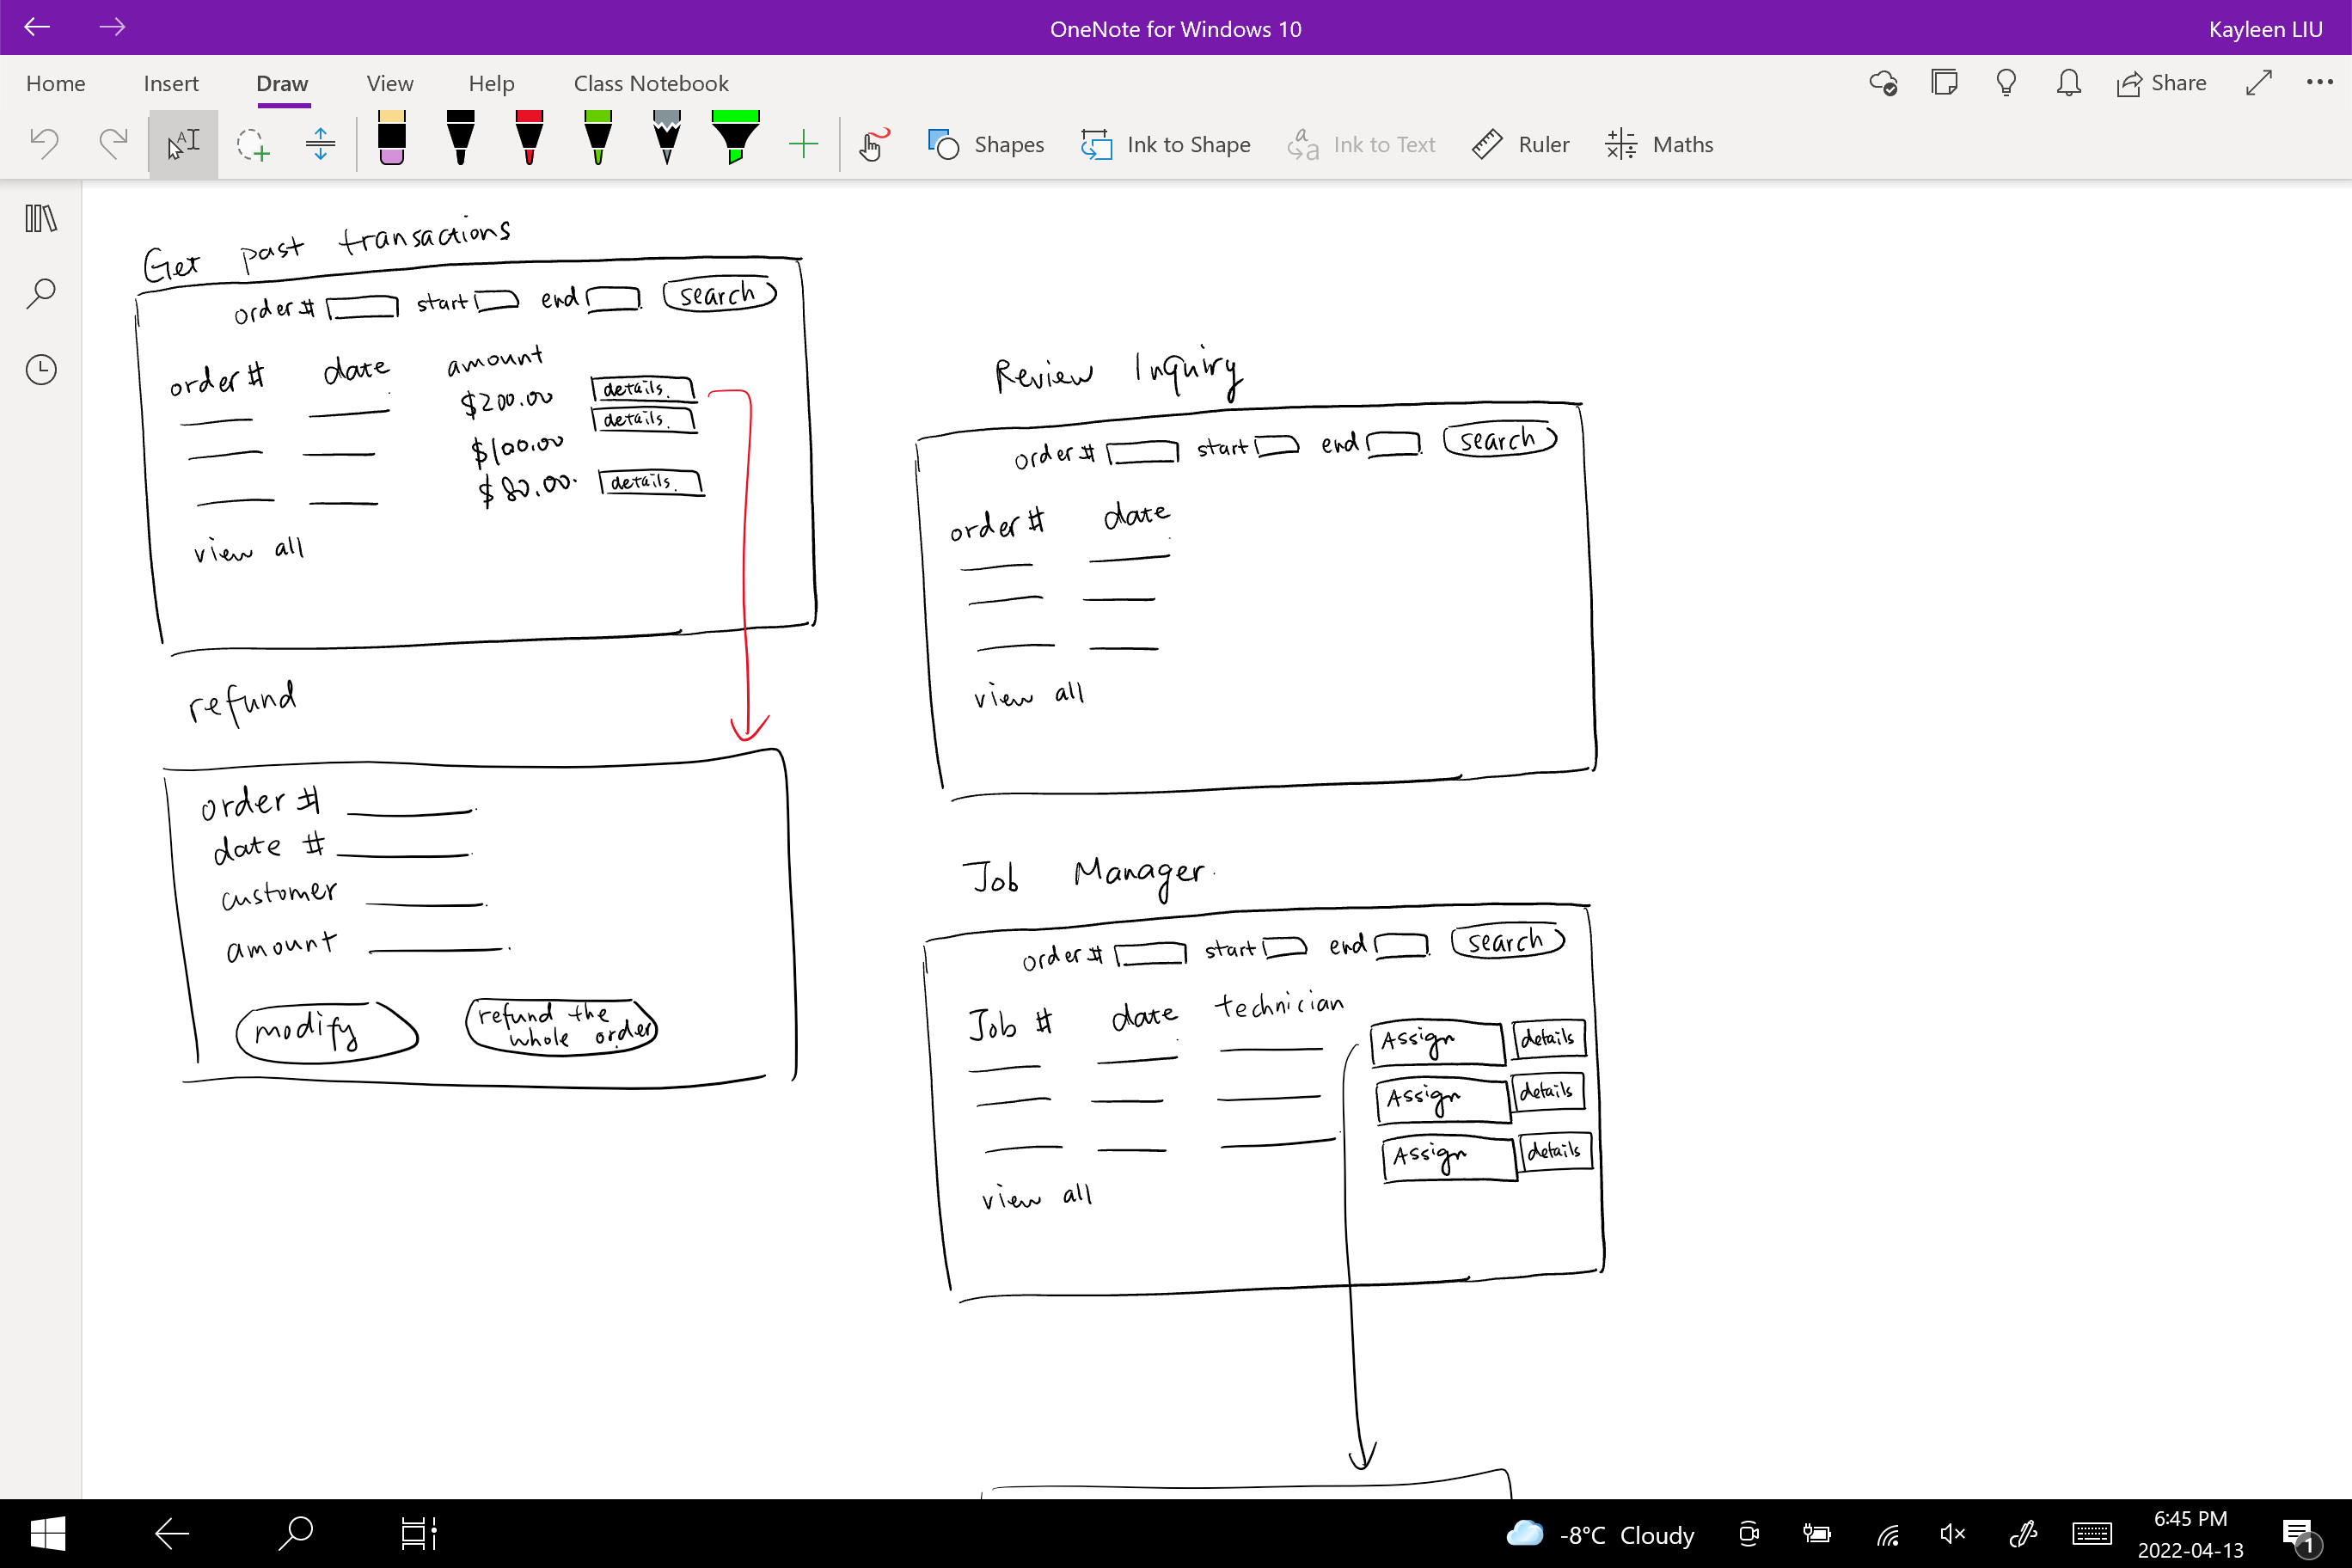 OneNote for Windows 10
Kayleen LIU
Home Insert Draw View Help Class Notebook
Share
Shapes Ink to Shape Ink to Text Ruler Maths
Get past transactions
order # start end search
order # date amount
$200.00 details
details
$100.00
$80.00 details
view all
refund
order #
date #
customer
amount
modify
refund the
whole order
Review Inquiry
order # start end search
order # date
view all
Job Manager
order # start end search
Job # date technician
Assign details
Assign details
Assign details
view all
-8°C Cloudy
6:45 PM
2022-04-13
1